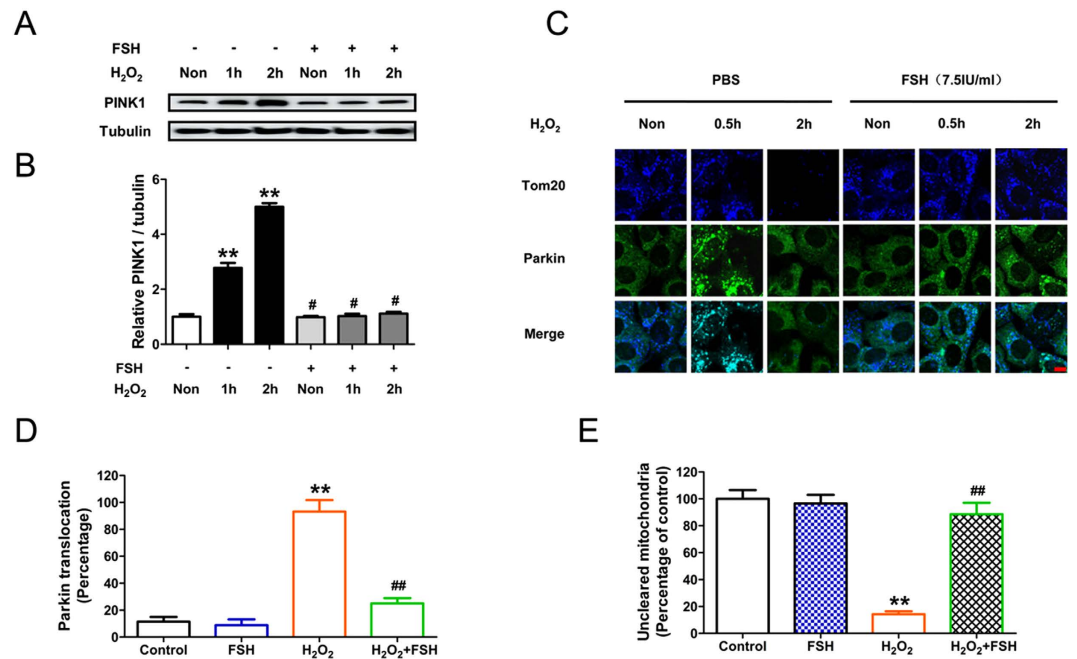 A
FSH - - - + + +
H₂O₂ Non 1h 2h Non 1h 2h
PINK1
Tubulin
B
Relative PINK1 / tubulin
6
4
2
0
** **
# # #
FSH - - - + + +
H₂O₂ Non 1h 2h Non 1h 2h
C
PBS FSH（7.5IU/ml）
H₂O₂ Non 0.5h 2h Non 0.5h 2h
Tom20
Parkin
Merge
D
Parkin translocation
(Percentage)
120
100
80
60
40
20
0
**
##
Control FSH H₂O₂ H₂O₂+FSH
E
Uncleared mitochondria
(Percentage of control)
120
100
80
60
40
20
0
**
##
Control FSH H₂O₂ H₂O₂+FSH